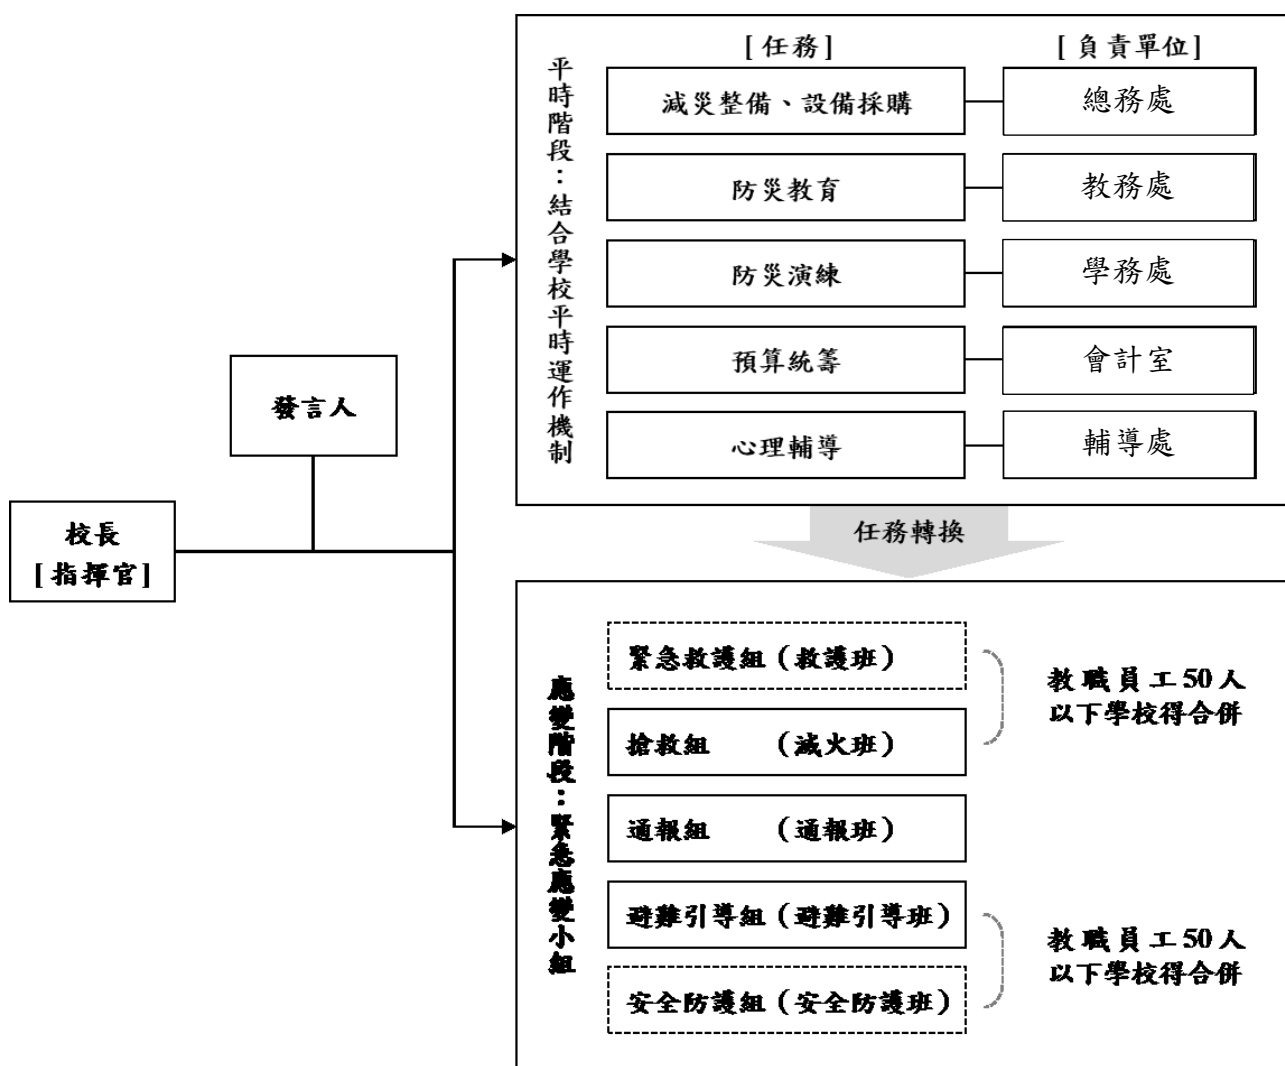 平時階段：結合學校平時運作機制
[任務]
[負責單位]
減災整備、設備採購
總務處
防災教育
教務處
防災演練
學務處
預算統籌
會計室
心理輔導
輔導處
發言人
校長
[指揮官]
任務轉換
應變階段：緊急應變小組
緊急救護組（救護班）
搶救組　　（滅火班）
教職員工50人
以下學校得合併
通報組　　（通報班）
避難引導組（避難引導班）
安全防護組（安全防護班）
教職員工50人
以下學校得合併